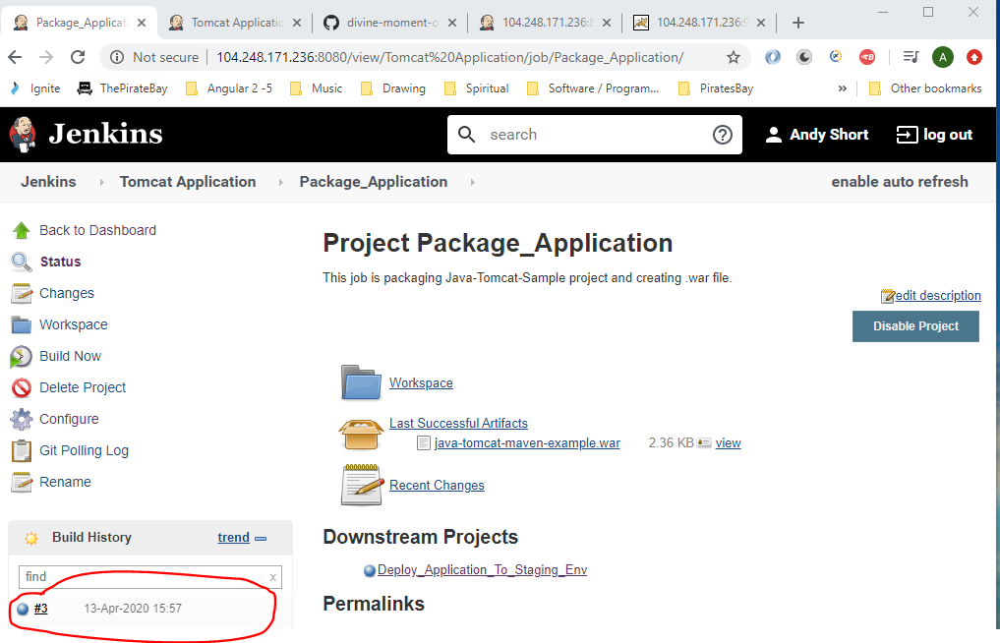 Package_Applicat
Tomcat Applicatio
divine-moment-o
104.248.171.236:8
104.248.171.236:9
Not secure
104.248.171.236:8080/view/Tomcat%20Application/job/Package_Application/
A
Ignite
ThePirateBay
Angular 2 -5
Music
Drawing
Spiritual
Software / Program...
PiratesBay
»
Other bookmarks
Jenkins
search
Andy Short
log out
Jenkins
Tomcat Application
Package_Application
enable auto refresh
Back to Dashboard
Status
Changes
Workspace
Build Now
Delete Project
Configure
Git Polling Log
Rename
Build History
trend
find
x
#3
13-Apr-2020 15:57
Project Package_Application
This job is packaging Java-Tomcat-Sample project and creating .war file.
edit description
Disable Project
Workspace
Last Successful Artifacts
java-tomcat-maven-example.war
2.36 KB
view
Recent Changes
Downstream Projects
Deploy_Application_To_Staging_Env
Permalinks